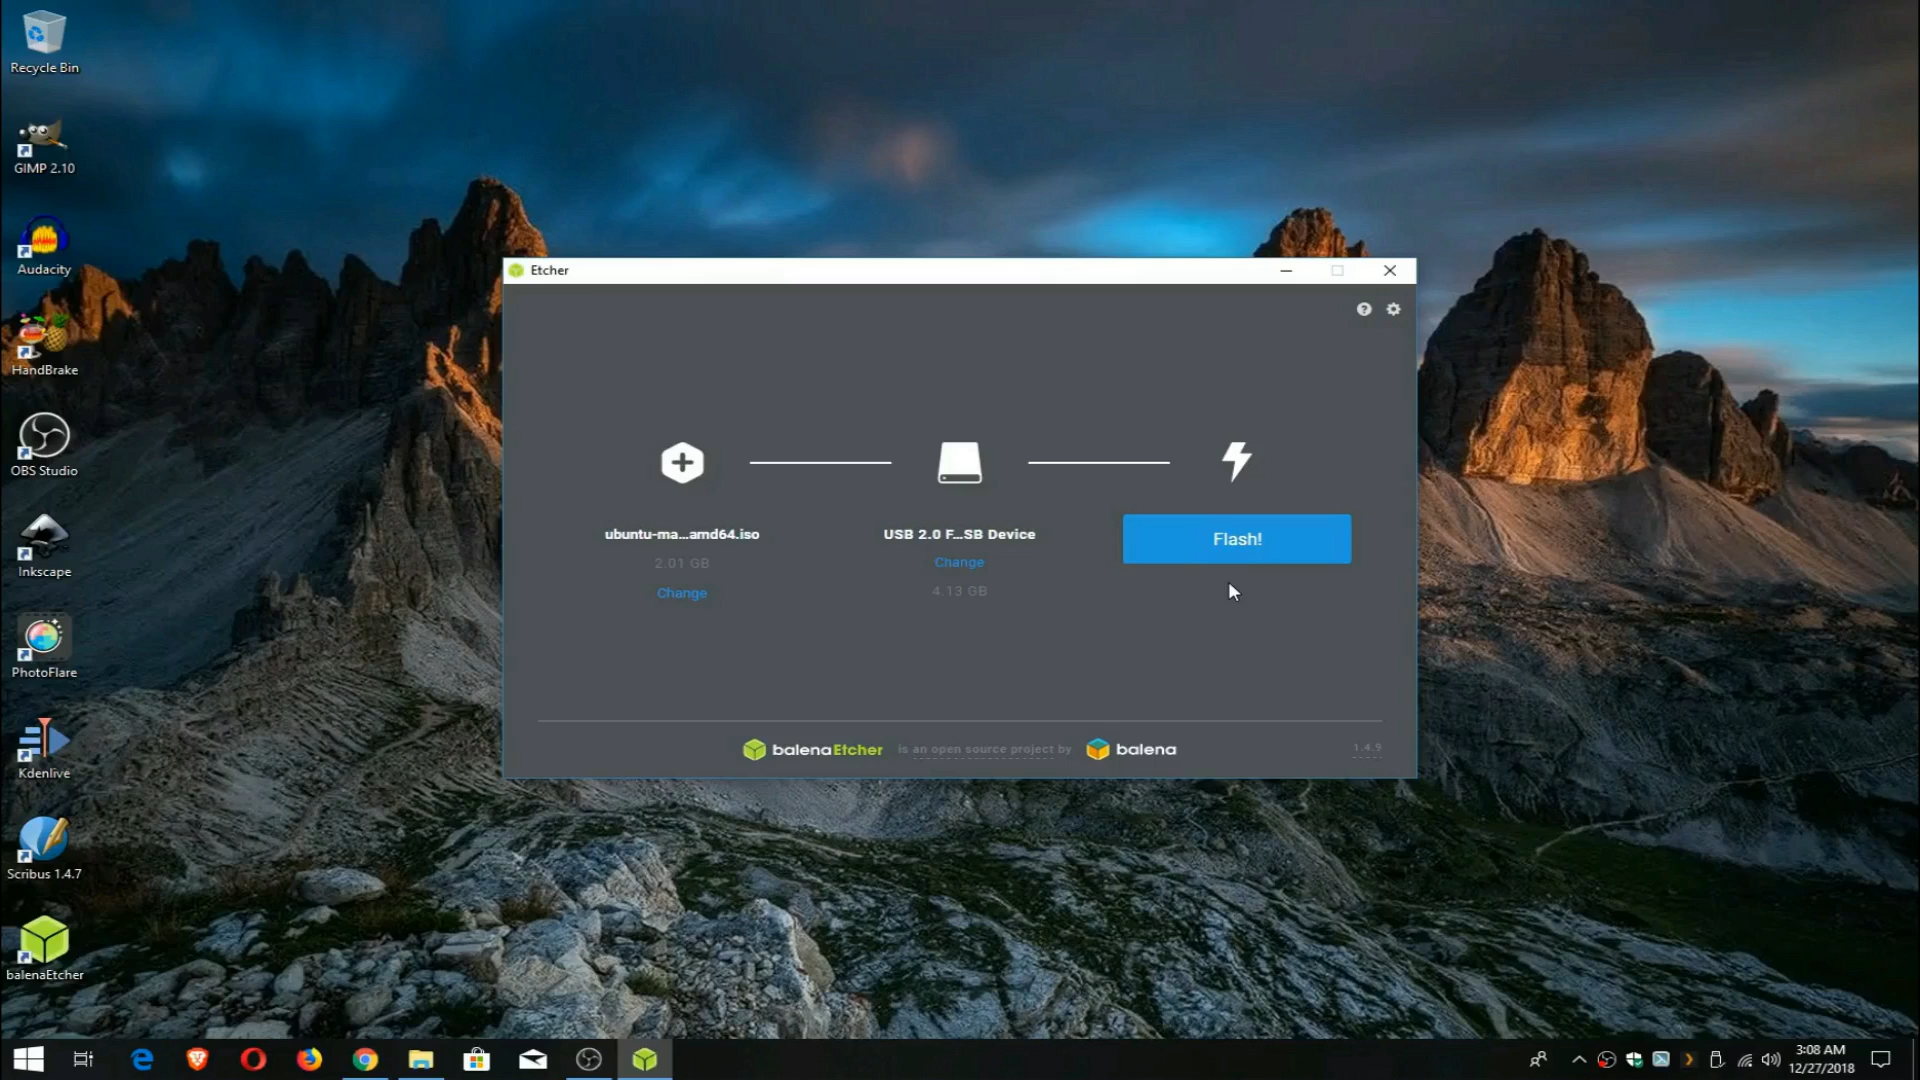 Recycle Bin
GIMP 2.10
Audacity
HandBrake
OBS Studio
Inkscape
PhotoFlare
Kdenlive
Scribus 1.4.7
balenaEtcher
Etcher
ubuntu-ma...amd64.iso
2.01 GB
Change
USB 2.0 F...SB Device
Change
4.13 GB
Flash!
balenaEtcher is an open source project by balena
1.4.9
3:08 AM
12/27/2018